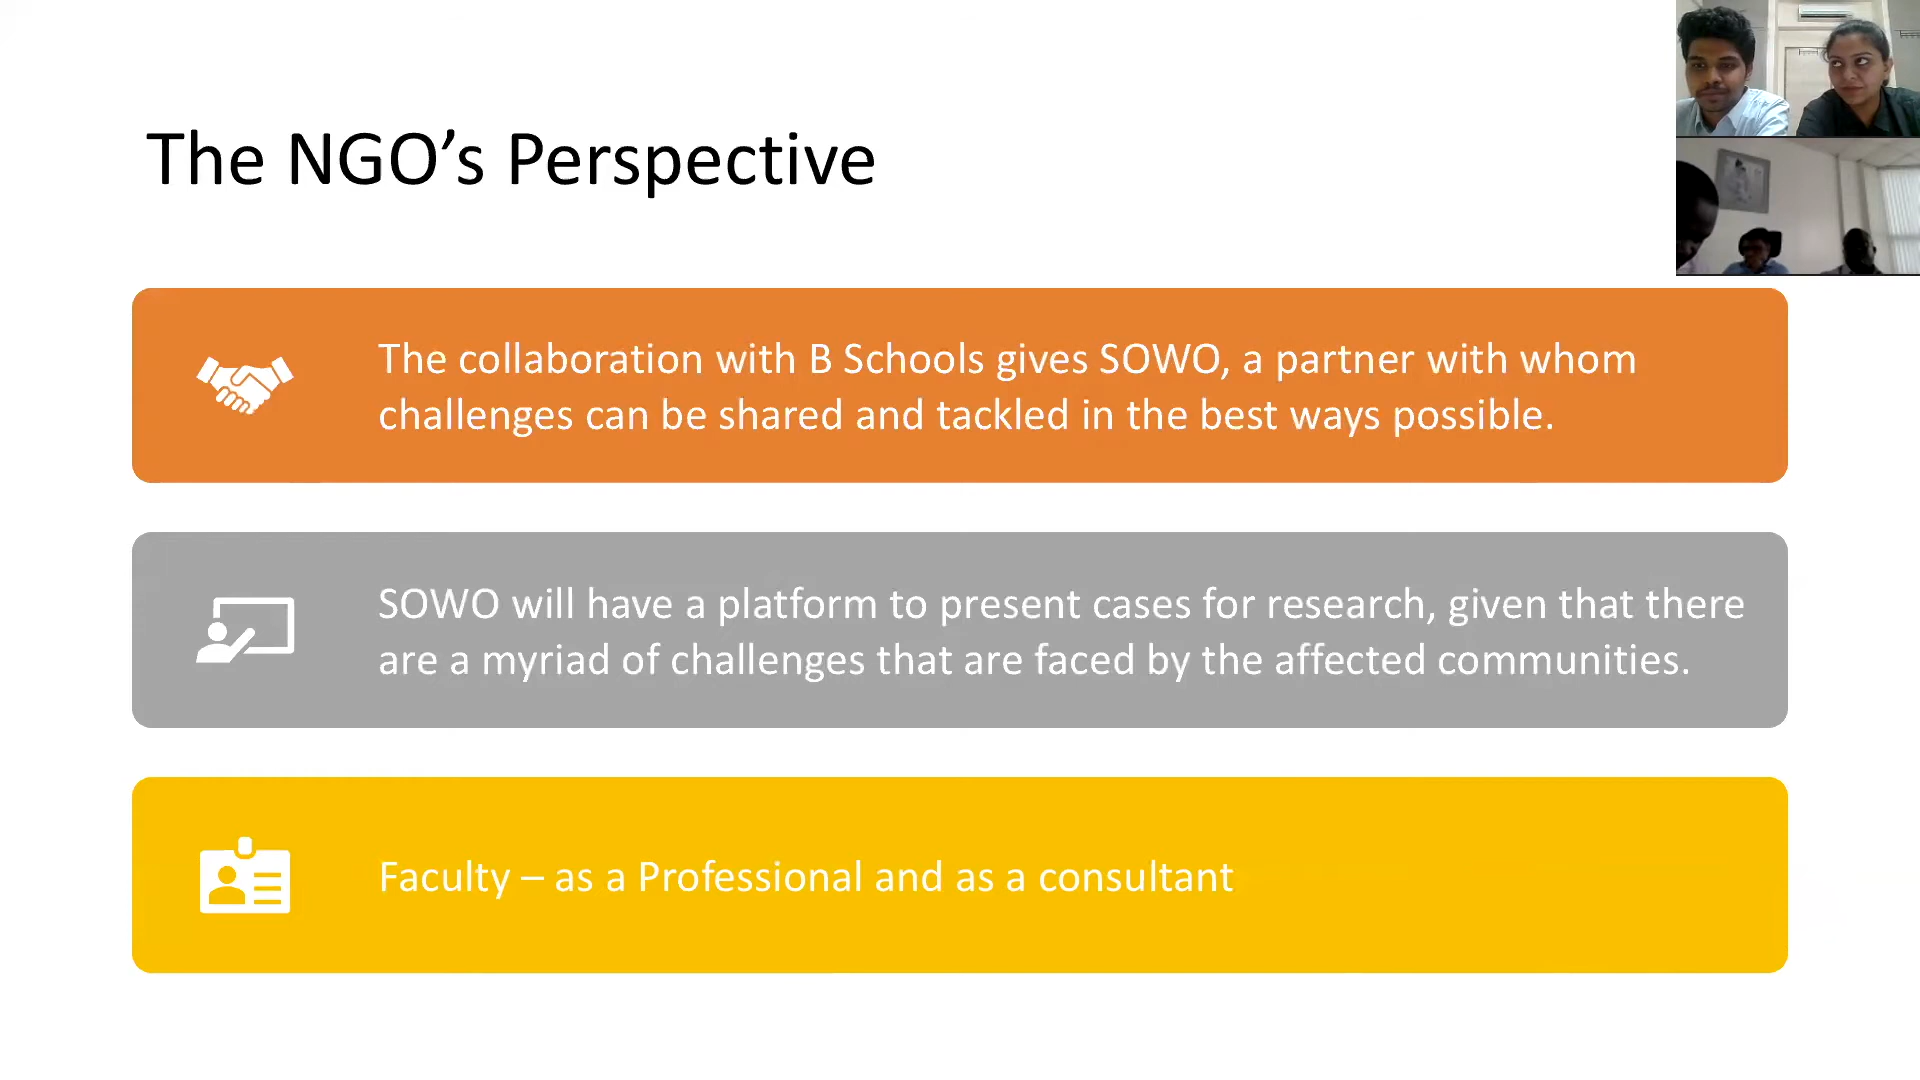 The NGO’s Perspective
The collaboration with B Schools gives SOWO, a partner with whom
challenges can be shared and tackled in the best ways possible.
SOWO will have a platform to present cases for research, given that there
are a myriad of challenges that are faced by the affected communities.
Faculty – as a Professional and as a consultant